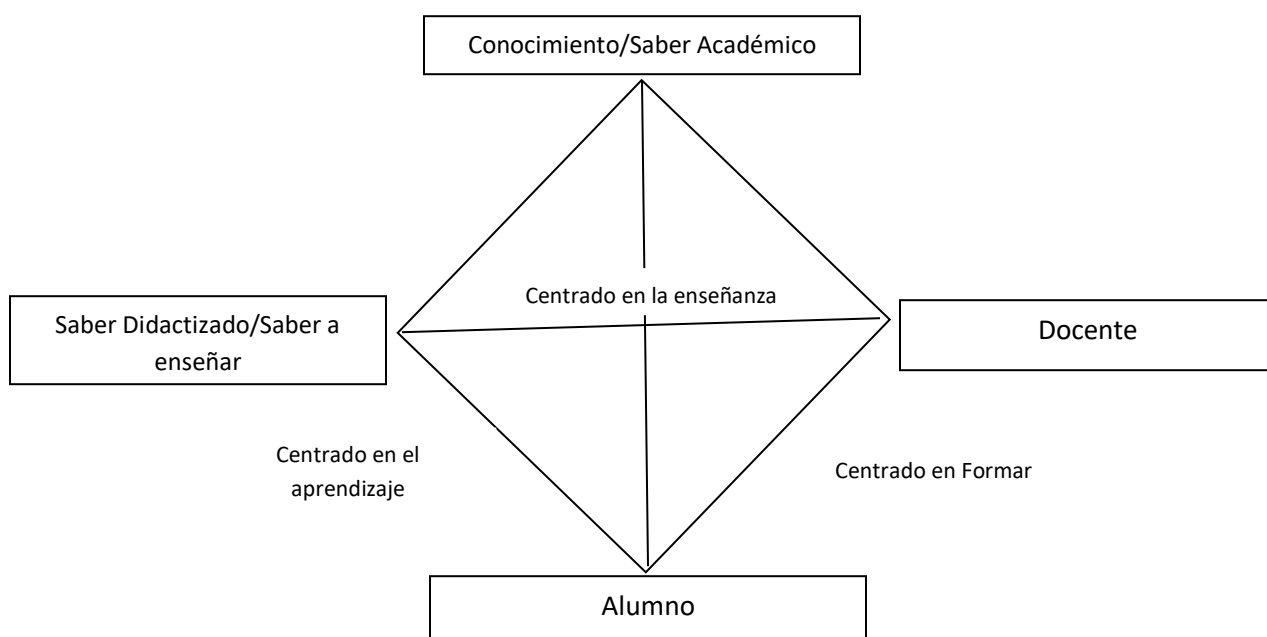 Conocimiento/Saber Académico
Centrado en la enseñanza
Saber Didactizado/Saber a
enseñar
Docente
Centrado en el
aprendizaje
Centrado en Formar
Alumno